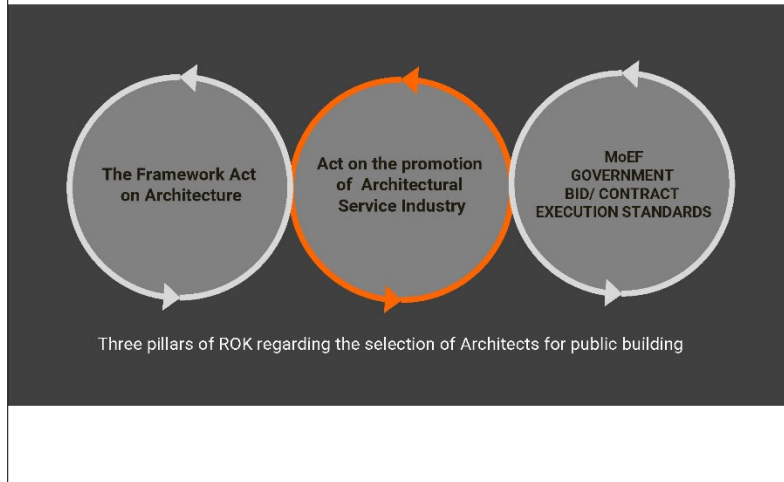 The Framework Act
on Architecture
Act on the promotion
of Architectural
Service Industry
MoEF
GOVERNMENT
BID/ CONTRACT
EXECUTION STANDARDS
Three pillars of ROK regarding the selection of Architects for public building